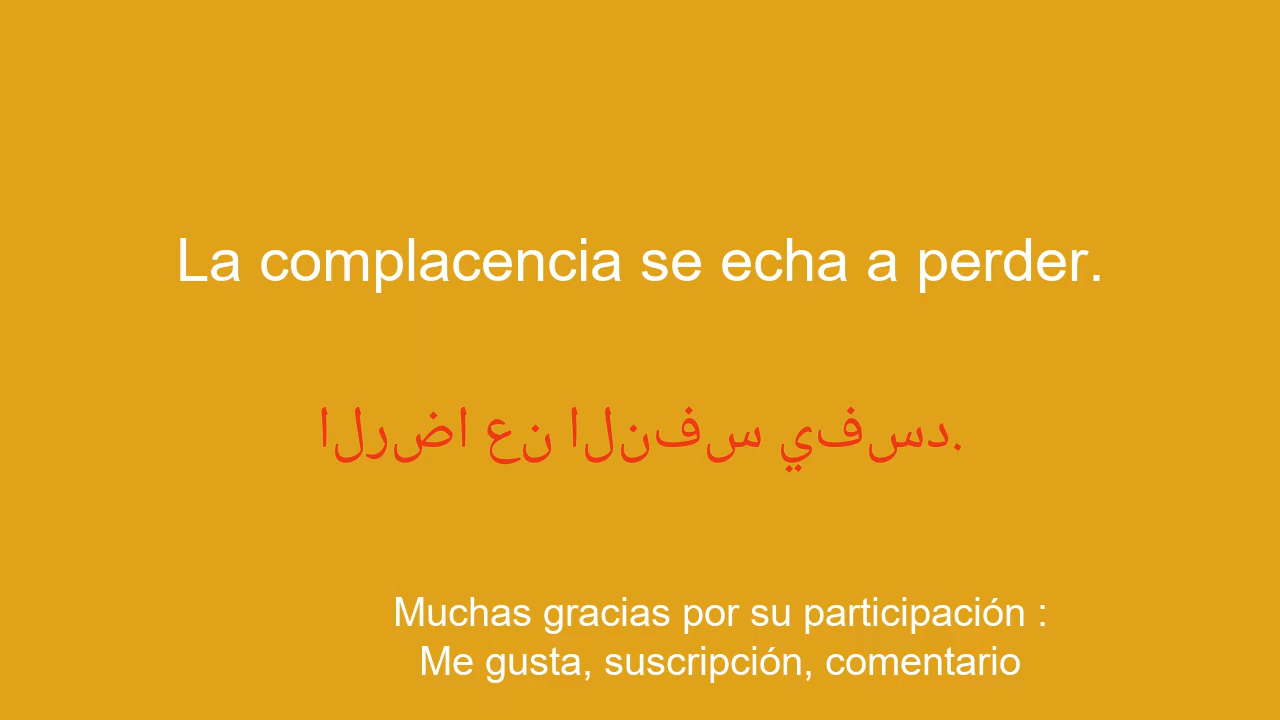 La complacencia se echa a perder.
الرضا عن النفس يفسد.
Muchas gracias por su participación :
Me gusta, suscripción, comentario